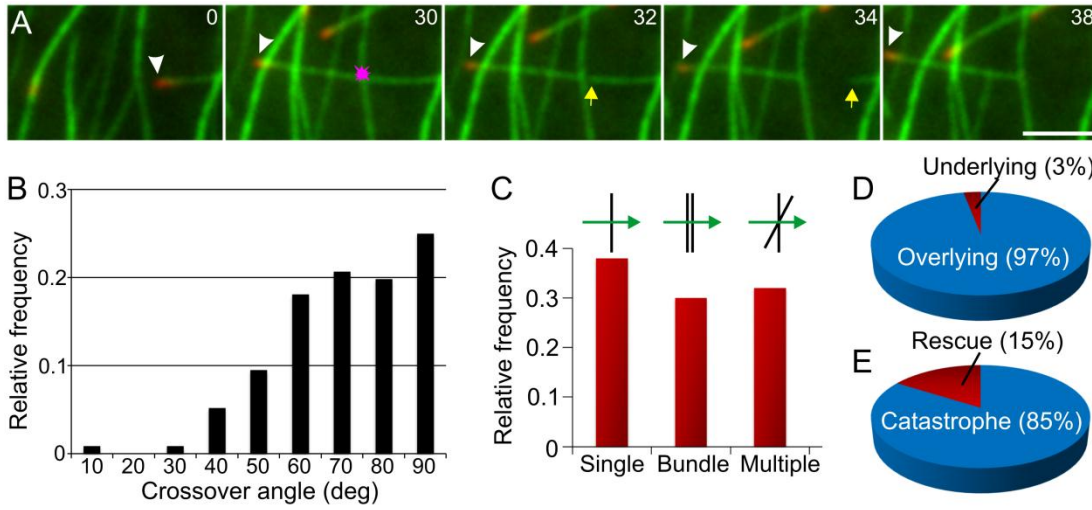 A
0
30
32
34
38
B
0.3
0.2
0.1
0
Relative frequency
10 20 30 40 50 60 70 80 90
Crossover angle (deg)
C
0.4
0.3
0.2
0.1
0
Relative frequency
Single Bundle Multiple
D
Underlying (3%)
Overlying (97%)
E
Rescue (15%)
Catastrophe (85%)